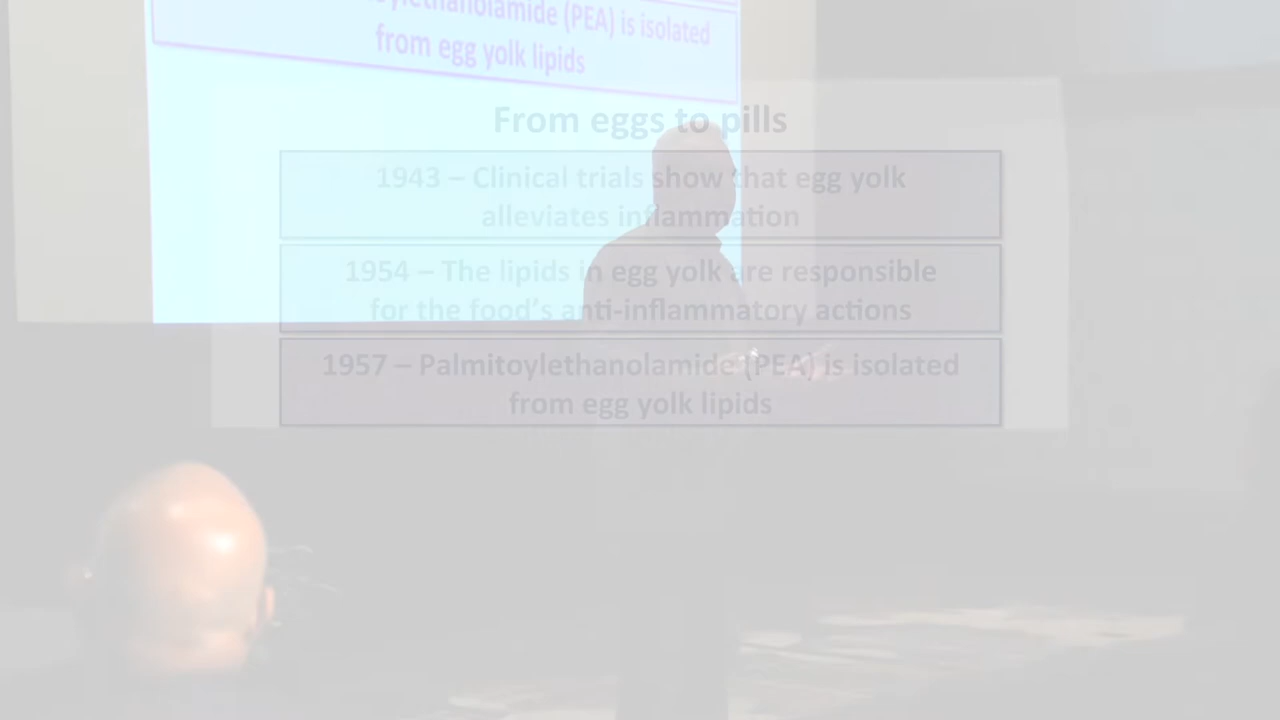 ylethanolamide (PEA) is isolated
from egg yolk lipids
From eggs to pills
1943 – Clinical trials show that egg yolk
alleviates inflammation
1954 – The lipids in egg yolk are responsible
for the food's anti-inflammatory actions
1957 – Palmitoylethanolamide (PEA) is isolated
from egg yolk lipids